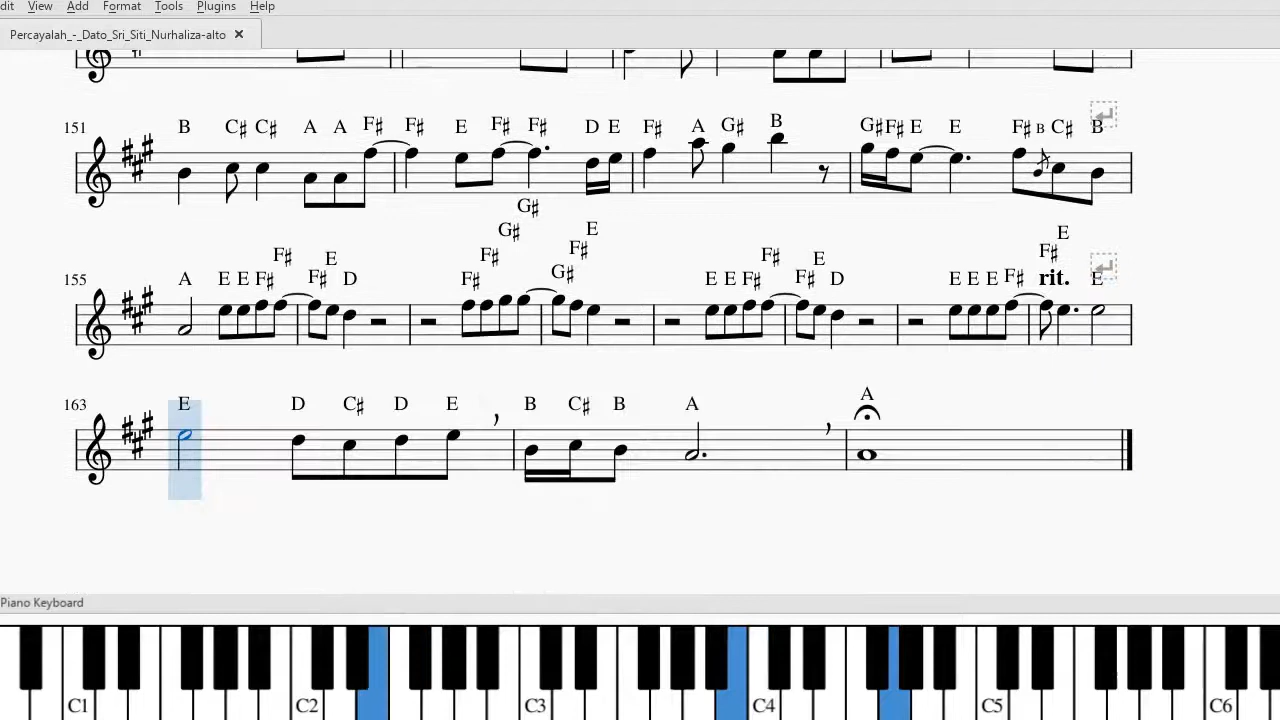 dit View Add Format Tools Plugins Help
Percayalah_-_Dato_Sri_Siti_Nurhaliza-alto ×
151 B C♯ C♯ A A F♯ F♯ E F♯ F♯ D E F♯ A G♯ B G♯ F♯ E E F♯ B C♯ B
G♯
G♯ E E
F♯ F♯ F♯
F♯ E G♯ F♯ E
155 A E E F♯ F♯ D F♯ E E F♯ F♯ D E E E F♯ rit. E
163 E D C♯ D E B C♯ B A A
Piano Keyboard
C1 C2 C3 C4 C5 C6